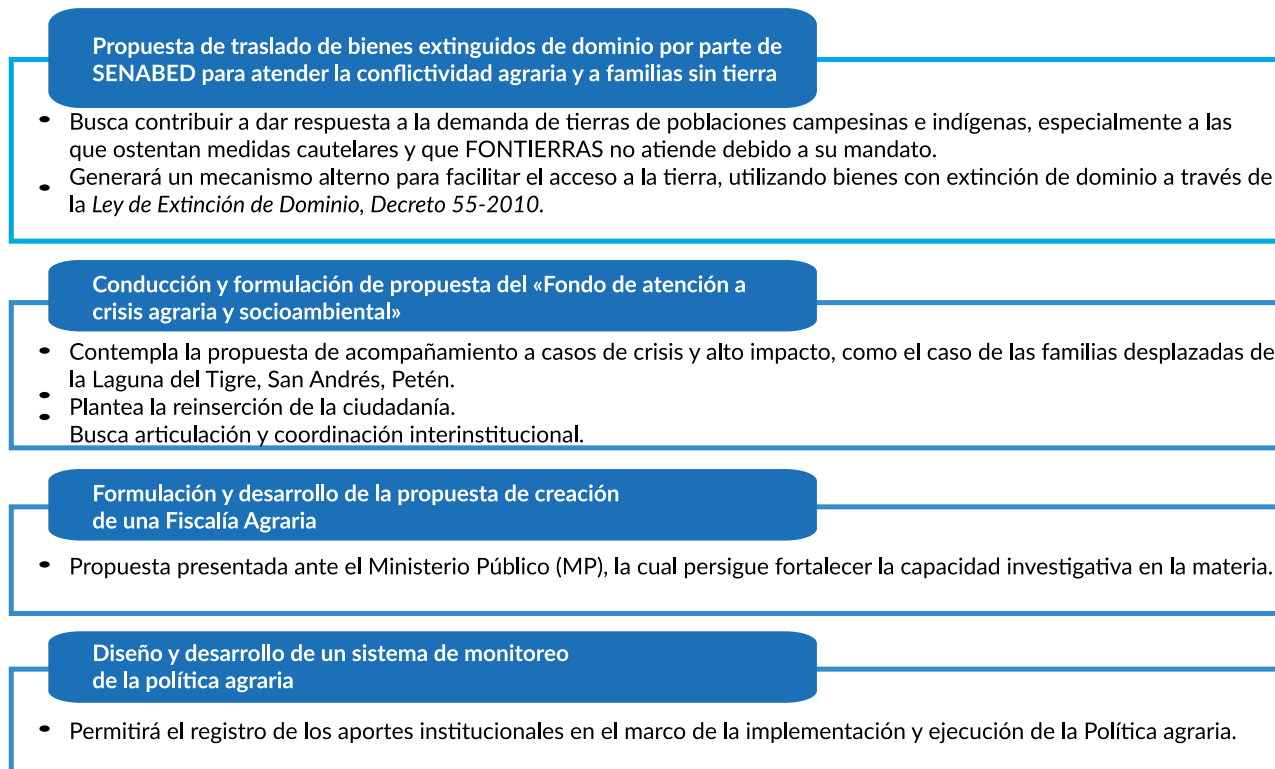 Propuesta de traslado de bienes extinguidos de dominio por parte de
SENABED para atender la conflictividad agraria y a familias sin tierra
• Busca contribuir a dar respuesta a la demanda de tierras de poblaciones campesinas e indígenas, especialmente a las
que ostentan medidas cautelares y que FONTIERRAS no atiende debido a su mandato.
• Generará un mecanismo alterno para facilitar el acceso a la tierra, utilizando bienes con extinción de dominio a través de
la Ley de Extinción de Dominio, Decreto 55-2010.
Conducción y formulación de propuesta del «Fondo de atención a
crisis agraria y socioambiental»
• Contempla la propuesta de acompañamiento a casos de crisis y alto impacto, como el caso de las familias desplazadas de
la Laguna del Tigre, San Andrés, Petén.
• Plantea la reinserción de la ciudadanía.
• Busca articulación y coordinación interinstitucional.
Formulación y desarrollo de la propuesta de creación
de una Fiscalía Agraria
• Propuesta presentada ante el Ministerio Público (MP), la cual persigue fortalecer la capacidad investigativa en la materia.
Diseño y desarrollo de un sistema de monitoreo
de la política agraria
• Permitirá el registro de los aportes institucionales en el marco de la implementación y ejecución de la Política agraria.